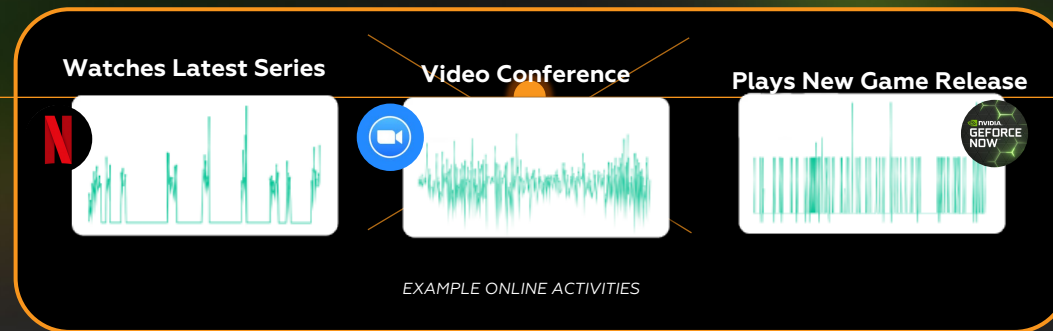 Watches Latest Series
Video Conference
Plays New Game Release
N
NVIDIA.
GEFORCE
NOW
EXAMPLE ONLINE ACTIVITIES